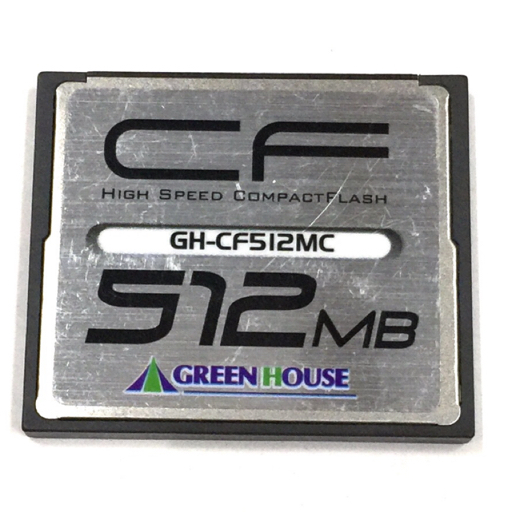 CF
HIGH SPEED COMPACTFLASH
GH-CF512MC
512MB
GREEN HOUSE